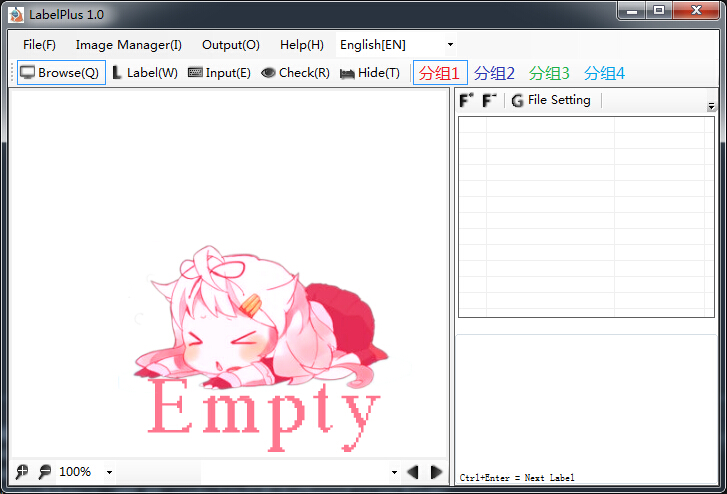 LabelPlus 1.0
File(F) Image Manager(I) Output(O) Help(H) English[EN]
Browse(Q) Label(W) Input(E) Check(R) Hide(T) 分组1 分组2 分组3 分组4
F+ F- G File Setting
Empty
Ctrl+Enter = Next Label
100%